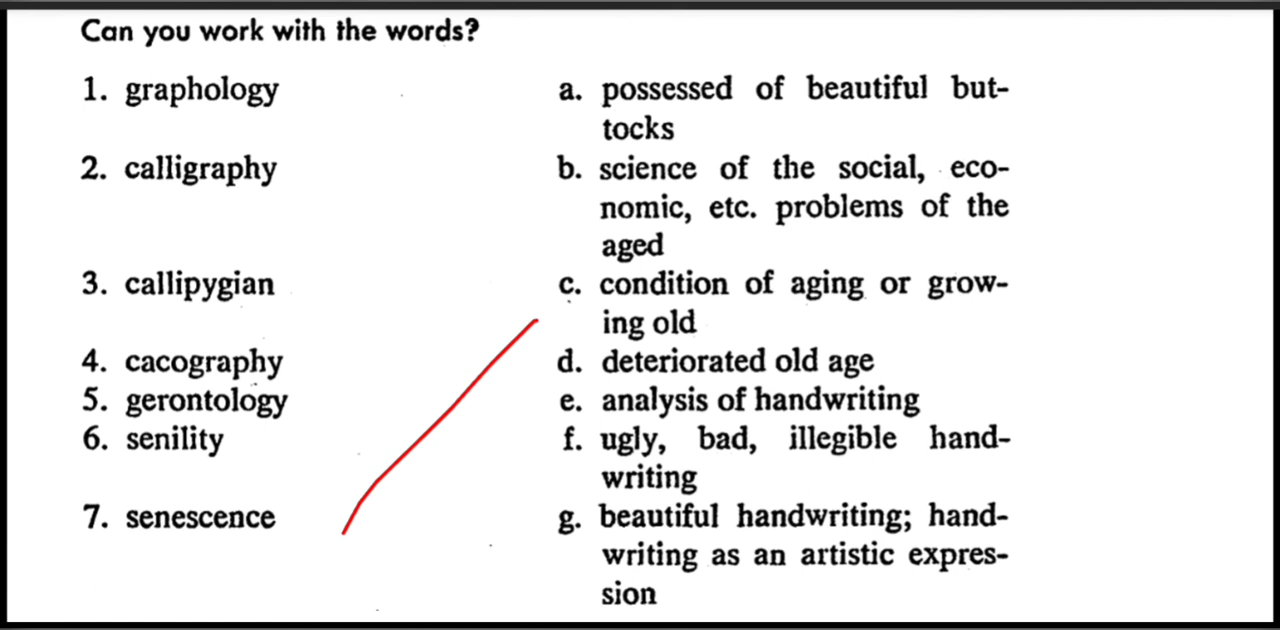 Can you work with the words?
1. graphology a. possessed of beautiful but-
tocks
2. calligraphy b. science of the social, eco-
nomic, etc. problems of the
aged
3. callipygian c. condition of aging or grow-
ing old
4. cacography d. deteriorated old age
5. gerontology e. analysis of handwriting
6. senility f. ugly, bad, illegible hand-
writing
7. senescence g. beautiful handwriting; hand-
writing as an artistic expres-
sion